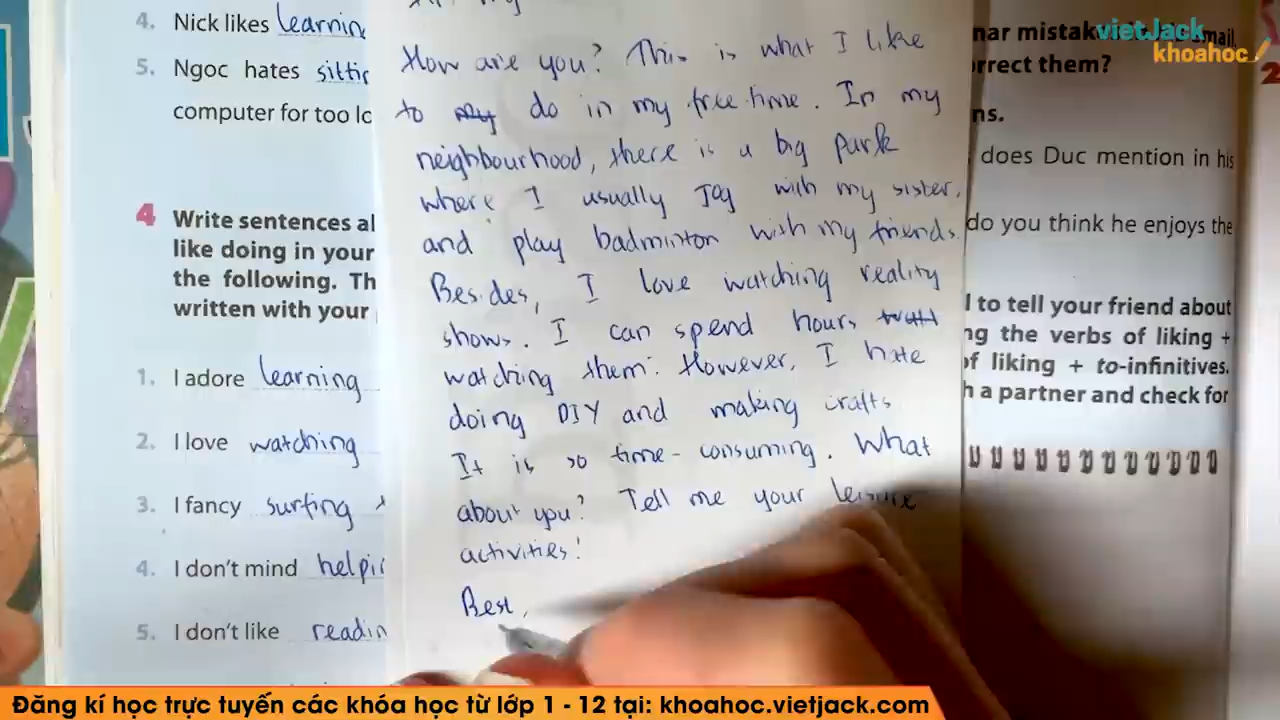 4. Nick likes learnin
5. Ngoc hates sittin
computer for too lo
4 Write sentences al
like doing in your
the following. Th
written with your
1. I adore learning
2. I love watching
3. I fancy surfing
4. I don't mind helpin
5. I don't like readin
How are you? This is what I like
to my do in my free time. In my
neighbourhood, there is a big park
where I usually jog with my sister,
and play badminton with my friends.
Besides, I love watching reality
shows. I can spend hours watt
watching them. However, I hate
doing DIY and making crafts
It is so time-consuming. What
about you? Tell me your leisure
activities!
Best,
nar mistak mail
rrect them?
ns.
does Duc mention in his
do you think he enjoys the
l to tell your friend about
ng the verbs of liking +
of liking + to-infinitives.
h a partner and check for
2
vietJack
khoahoc
Đăng kí học trực tuyến các khóa học từ lớp 1 - 12 tại: khoahoc.vietjack.com